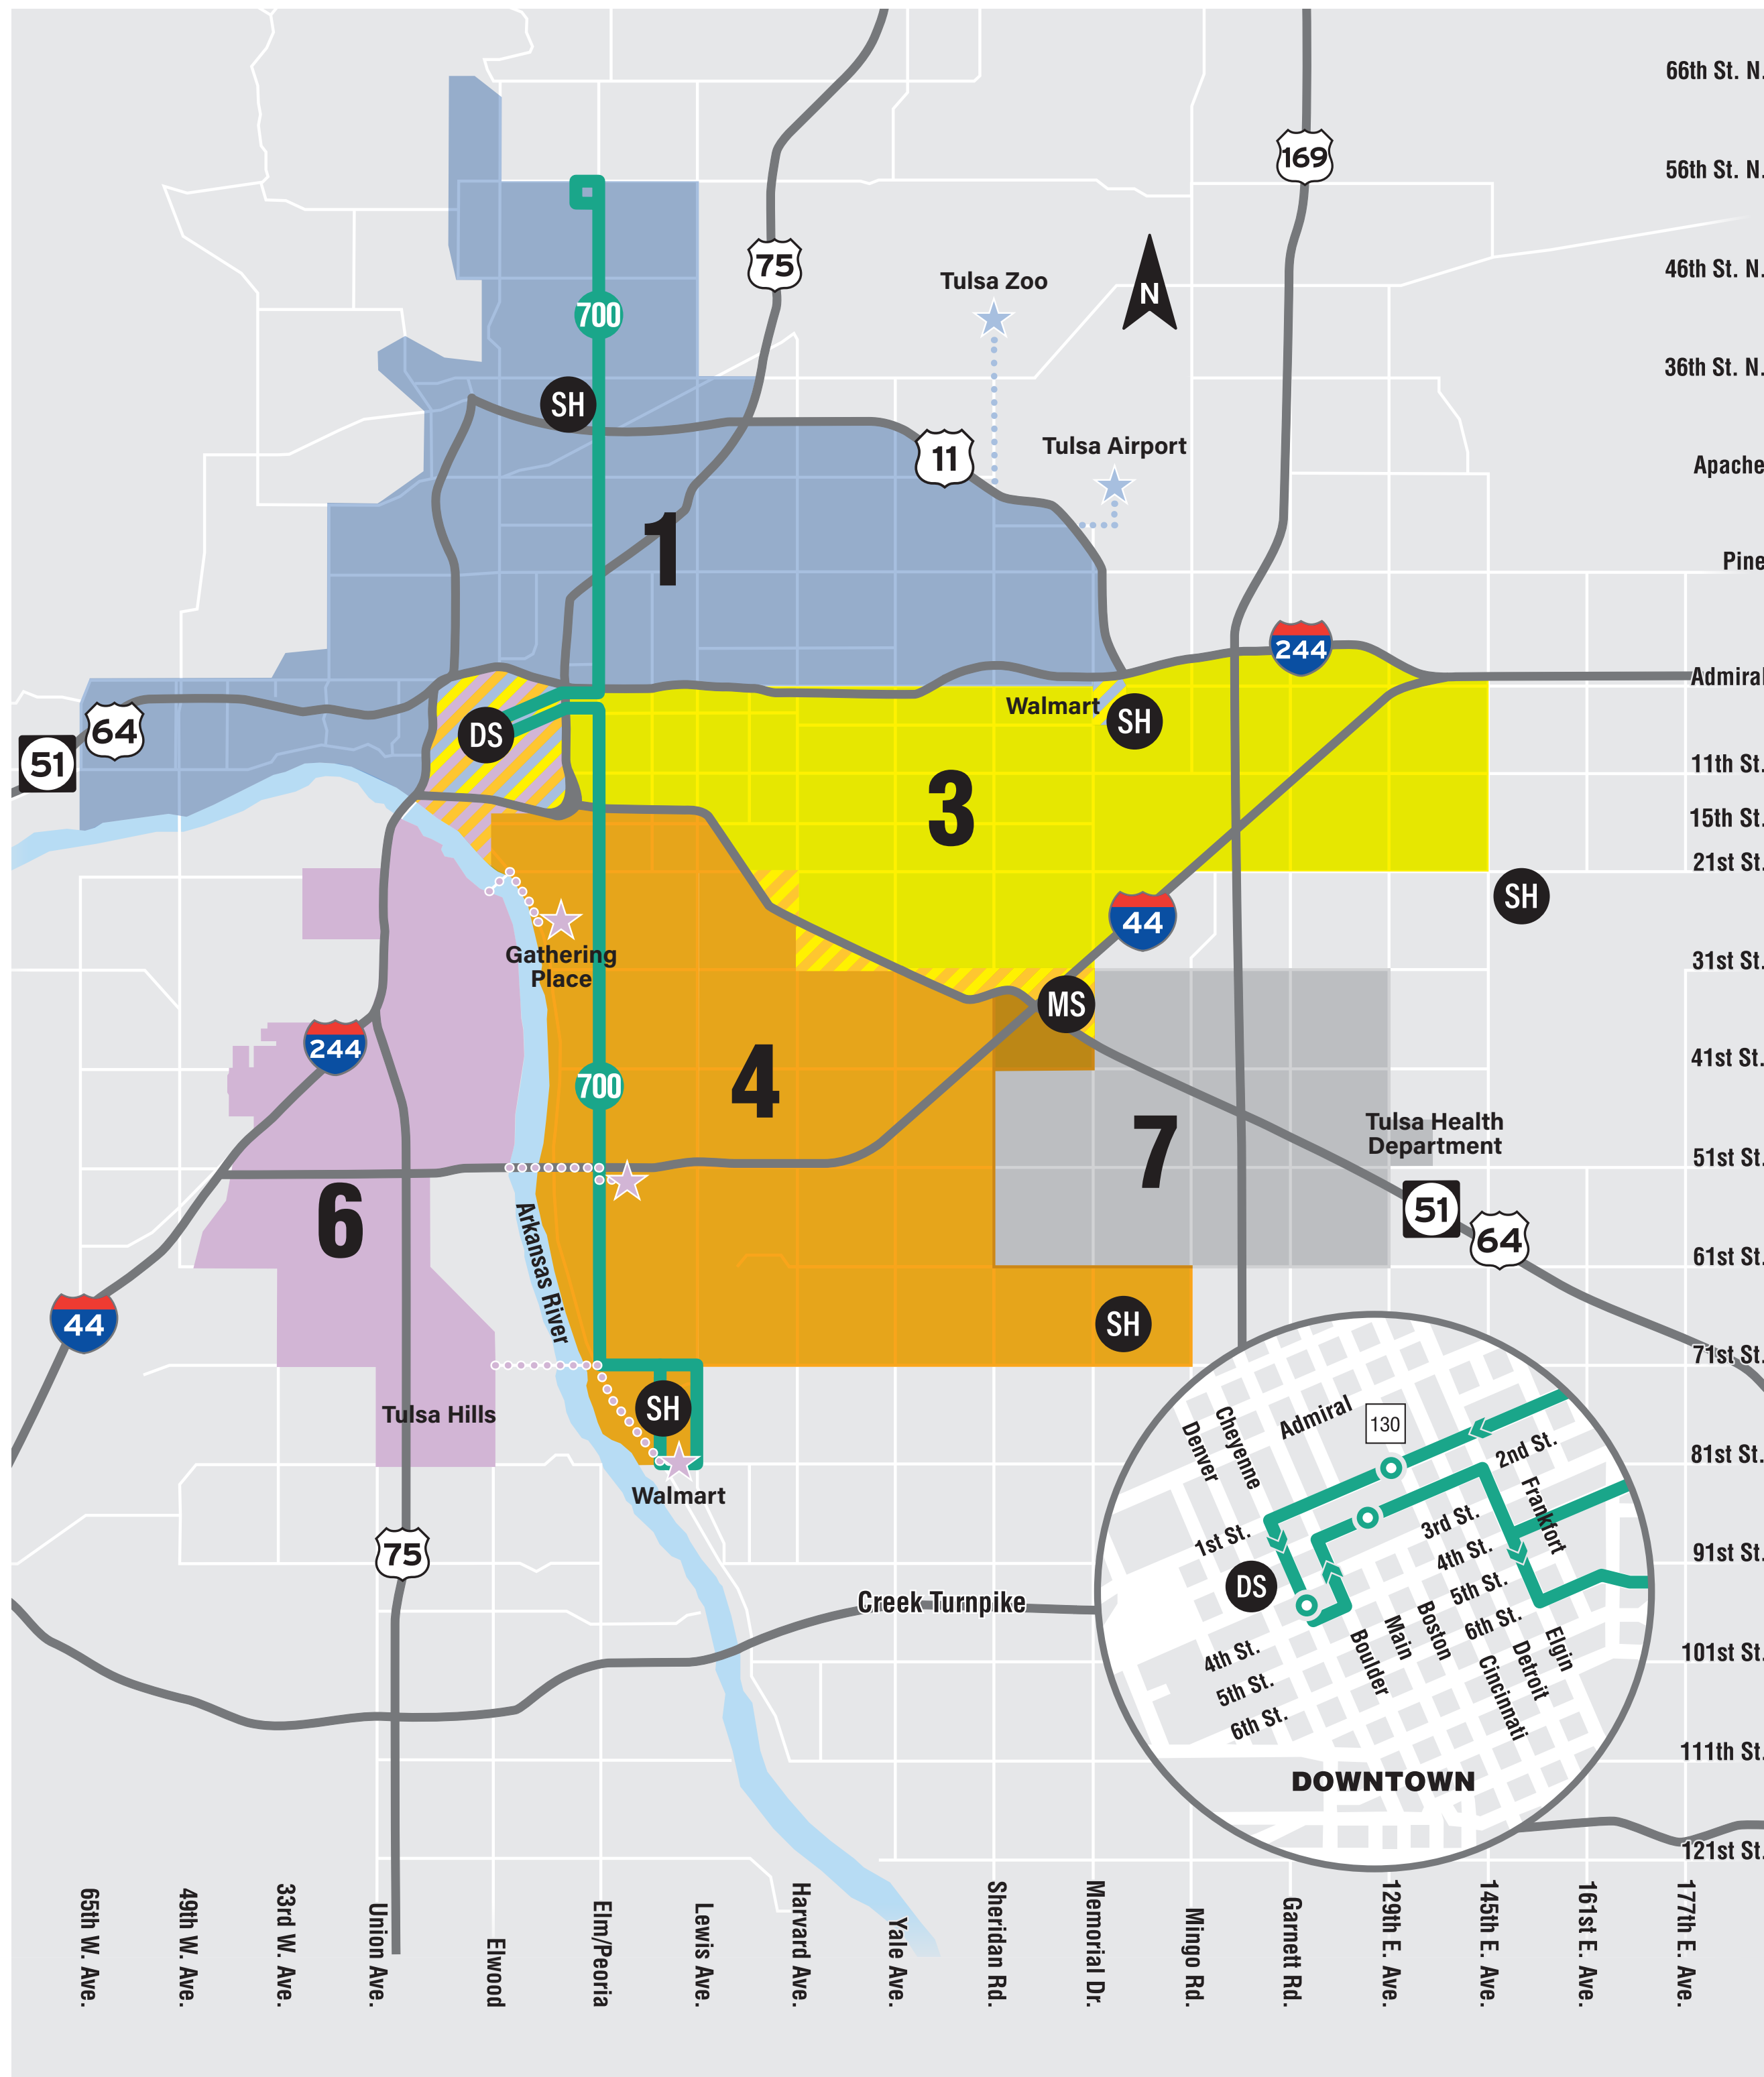 66th St. N.
169
56th St. N.
75
46th St. N.
Tulsa Zoo
N
700
36th St. N.
SH
Tulsa Airport
11
Apache
1
Pine
244
Admiral
Walmart
SH
64
DS
51
11th St.
3
15th St.
21st St.
SH
44
Gathering
Place
31st St.
MS
244
41st St.
4
700
Tulsa Health
Department
7
51st St.
6
51
64
Arkansas River
61st St.
44
SH
71st St.
Tulsa Hills
SH
81st St.
Walmart
75
91st St.
Creek Turnpike
101st St.
111th St.
121st St.
Denver
Cheyenne
Admiral
130
2nd St.
Frankfort
1st St.
3rd St.
4th St.
5th St.
6th St.
DS
4th St.
5th St.
6th St.
Boulder
Main
Boston
Cincinnati
Detroit
Elgin
DOWNTOWN
65th W. Ave.
49th W. Ave.
33rd W. Ave.
Union Ave.
Elwood
Elm/Peoria
Lewis Ave.
Harvard Ave.
Yale Ave.
Sheridan Rd.
Memorial Dr.
Mingo Rd.
Garnett Rd.
129th E. Ave.
145th E. Ave.
161st E. Ave.
177th E. Ave.